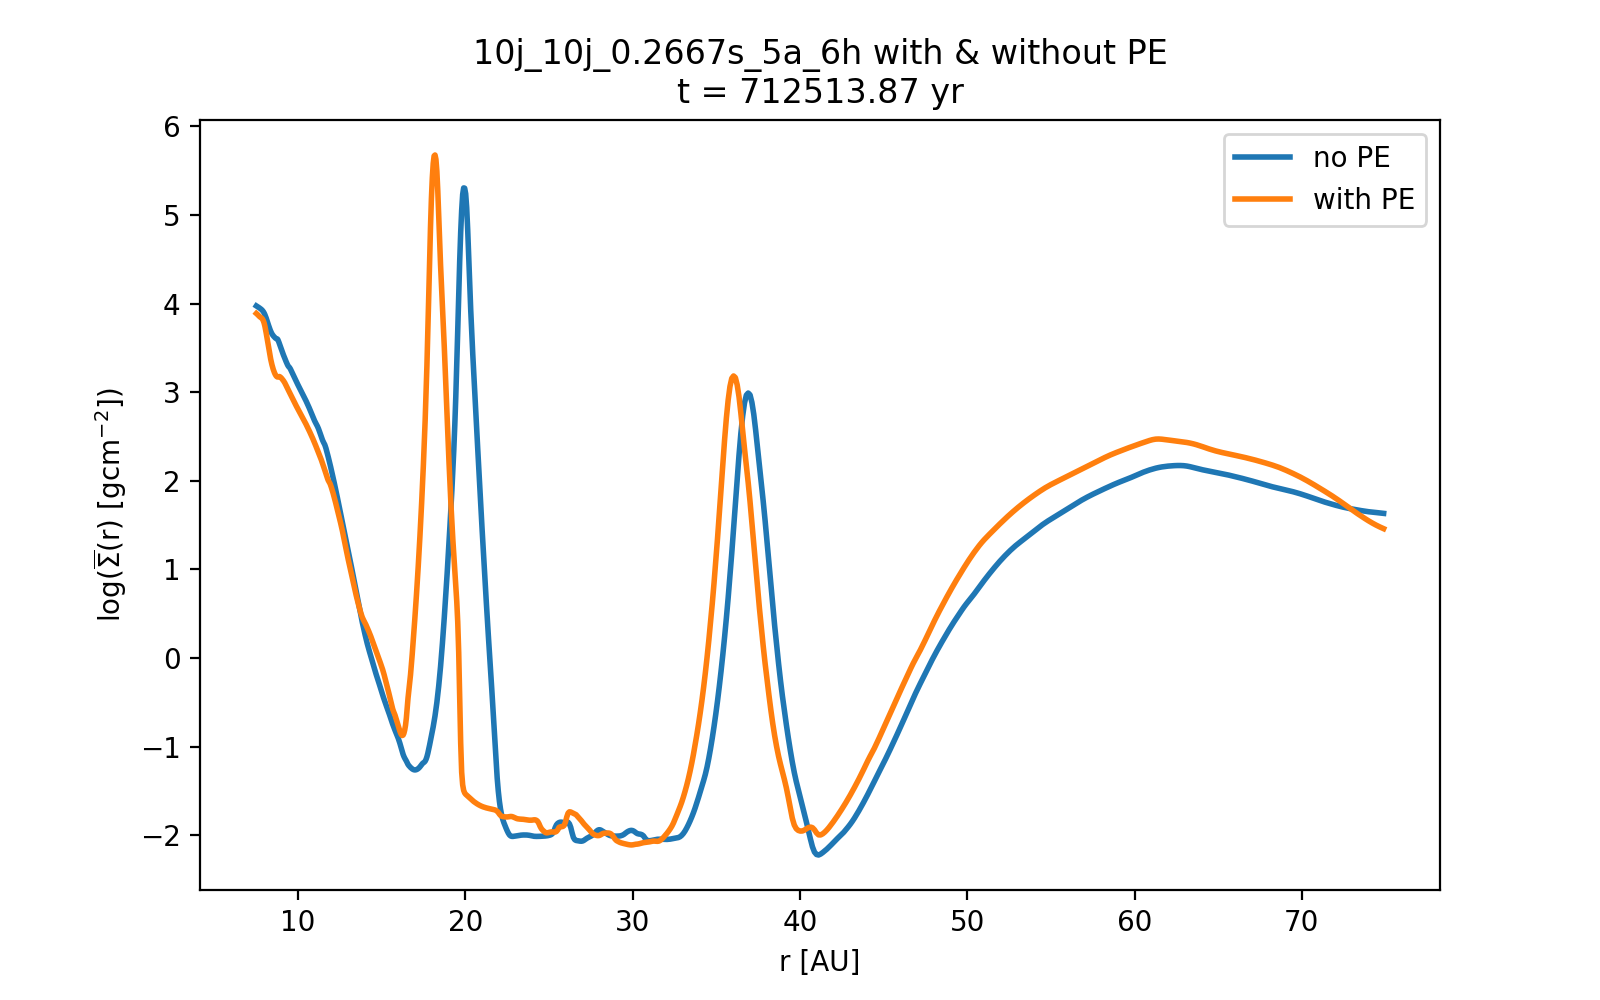 10j_10j_0.2667s_5a_6h with & without PE
t = 712513.87 yr
no PE
with PE
6
5
4
3
2
1
0
−1
−2
log(Σ̅(r) [gcm⁻²])
10 20 30 40 50 60 70
r [AU]